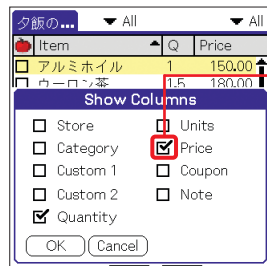 夕飯の... ▼ All ▼ All
Item Q Price
アルミホイル 1 150.00
ウーロン茶 1.5 180.00
Show Columns
Store Units
Category Price
Custom 1 Coupon
Custom 2 Note
Quantity
OK Cancel